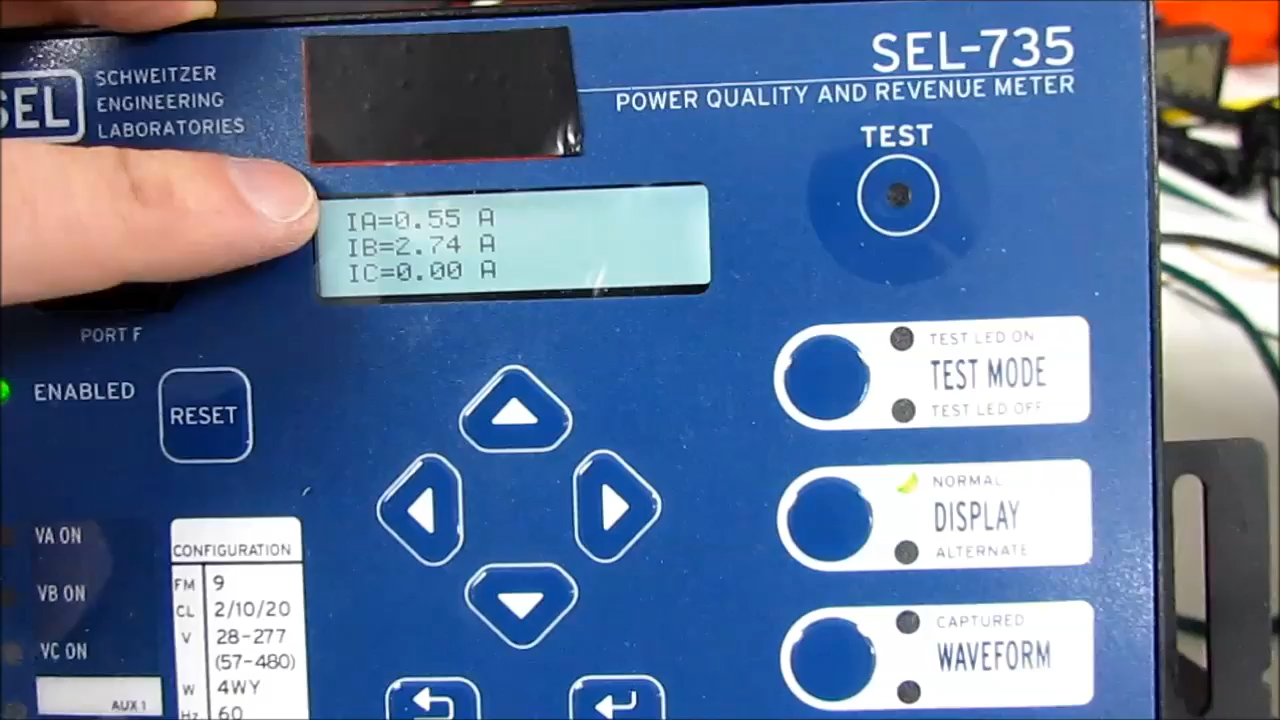 SEL
SCHWEITZER
ENGINEERING
LABORATORIES
SEL-735
POWER QUALITY AND REVENUE METER
TEST
IA=0.55 A
IB=2.74 A
IC=0.00 A
PORT F
ENABLED
RESET
TEST LED ON
TEST MODE
TEST LED OFF
NORMAL
DISPLAY
ALTERNATE
CAPTURED
WAVEFORM
VA ON
VB ON
VC ON
AUX 1
CONFIGURATION
FM 9
CL 2/10/20
V 28-277
(57-480)
W 4WY
Hz 60